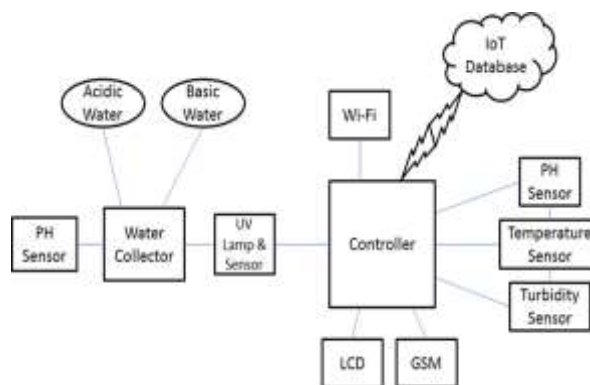 IoT
Database
Acidic
Water
Basic
Water
Wi-Fi
PH
Sensor
PH
Sensor
Water
Collector
UV
Lamp &
Sensor
Controller
Temperature
Sensor
Turbidity
Sensor
LCD
GSM